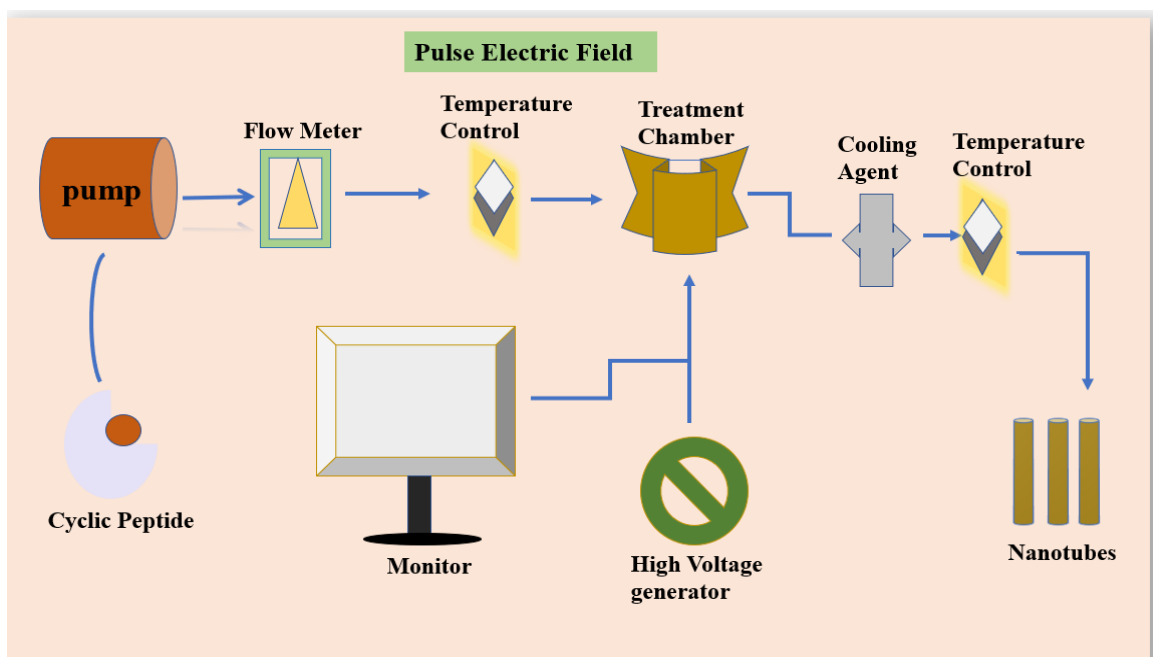 Pulse Electric Field
pump
Flow Meter
Temperature
Control
Treatment
Chamber
Cooling
Agent
Temperature
Control
Cyclic Peptide
Monitor
High Voltage
generator
Nanotubes